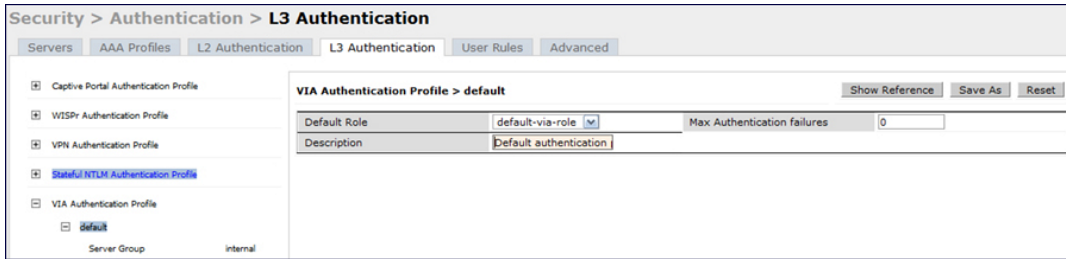 Security > Authentication > L3 Authentication
Servers AAA Profiles L2 Authentication L3 Authentication User Rules Advanced
Captive Portal Authentication Profile
WISPr Authentication Profile
VPN Authentication Profile
Stateful NTLM Authentication Profile
VIA Authentication Profile
default
Server Group internal
VIA Authentication Profile > default Show Reference Save As Reset
Default Role default-via-role Max Authentication failures 0
Description Default authentication